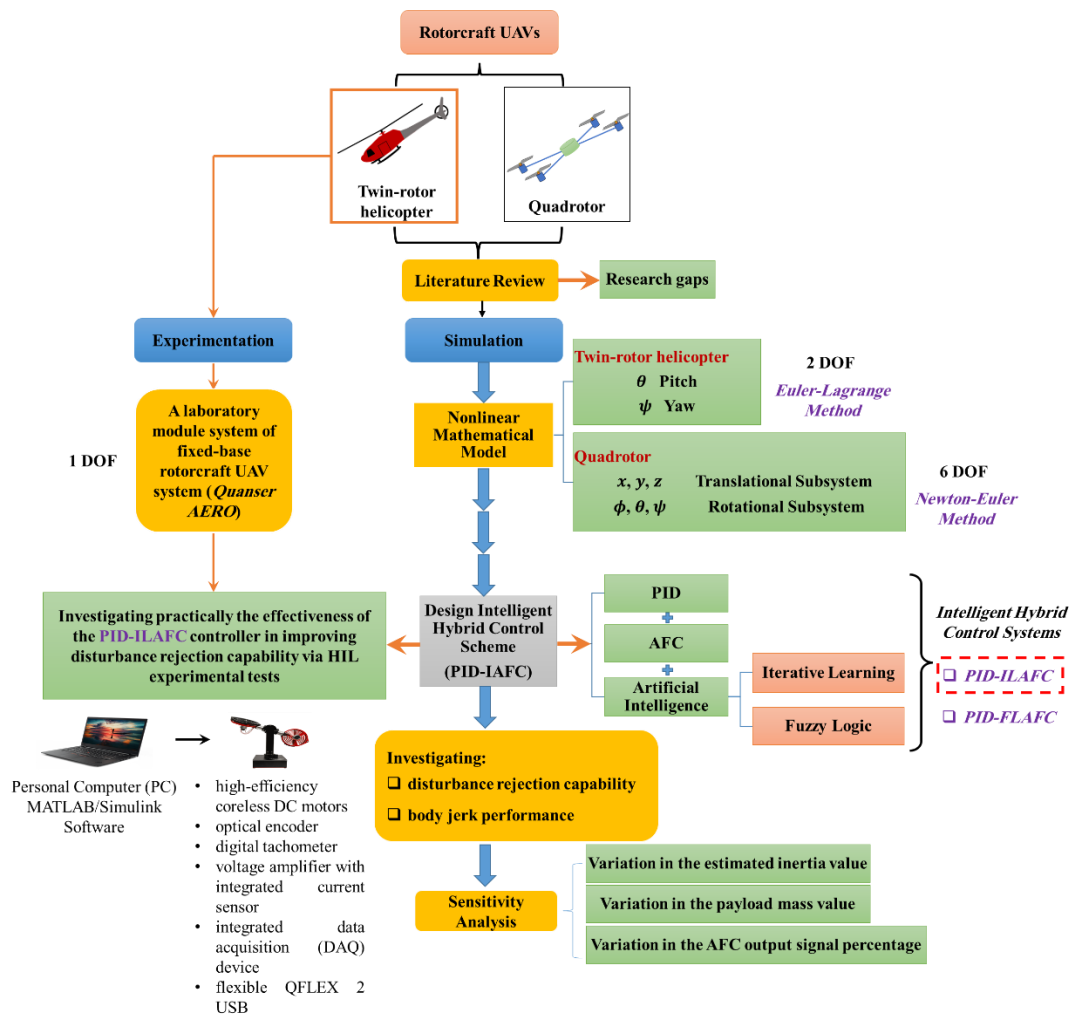 Rotorcraft UAVs
Twin-rotor
helicopter
Quadrotor
Literature Review
Research gaps
Experimentation
Simulation
A laboratory
module system of
fixed-base
rotorcraft UAV
system (Quanser
AERO)
1 DOF
Nonlinear
Mathematical
Model
Twin-rotor helicopter
θ Pitch
ψ Yaw
2 DOF
Euler-Lagrange
Method
Quadrotor
x, y, z Translational Subsystem
ϕ, θ, ψ Rotational Subsystem
6 DOF
Newton-Euler
Method
Investigating practically the effectiveness of
the PID-ILAFC controller in improving
disturbance rejection capability via HIL
experimental tests
Design Intelligent
Hybrid Control
Scheme
(PID-IAFC)
PID
AFC
Artificial
Intelligence
Iterative Learning
Fuzzy Logic
Intelligent Hybrid
Control Systems
❑ PID-ILAFC
❑ PID-FLAFC
Personal Computer (PC)
MATLAB/Simulink
Software
• high-efficiency
coreless DC motors
• optical encoder
• digital tachometer
• voltage amplifier with
integrated current
sensor
• integrated data
acquisition (DAQ)
device
• flexible QFLEX 2
USB
Investigating:
❑ disturbance rejection capability
❑ body jerk performance
Sensitivity
Analysis
Variation in the estimated inertia value
Variation in the payload mass value
Variation in the AFC output signal percentage